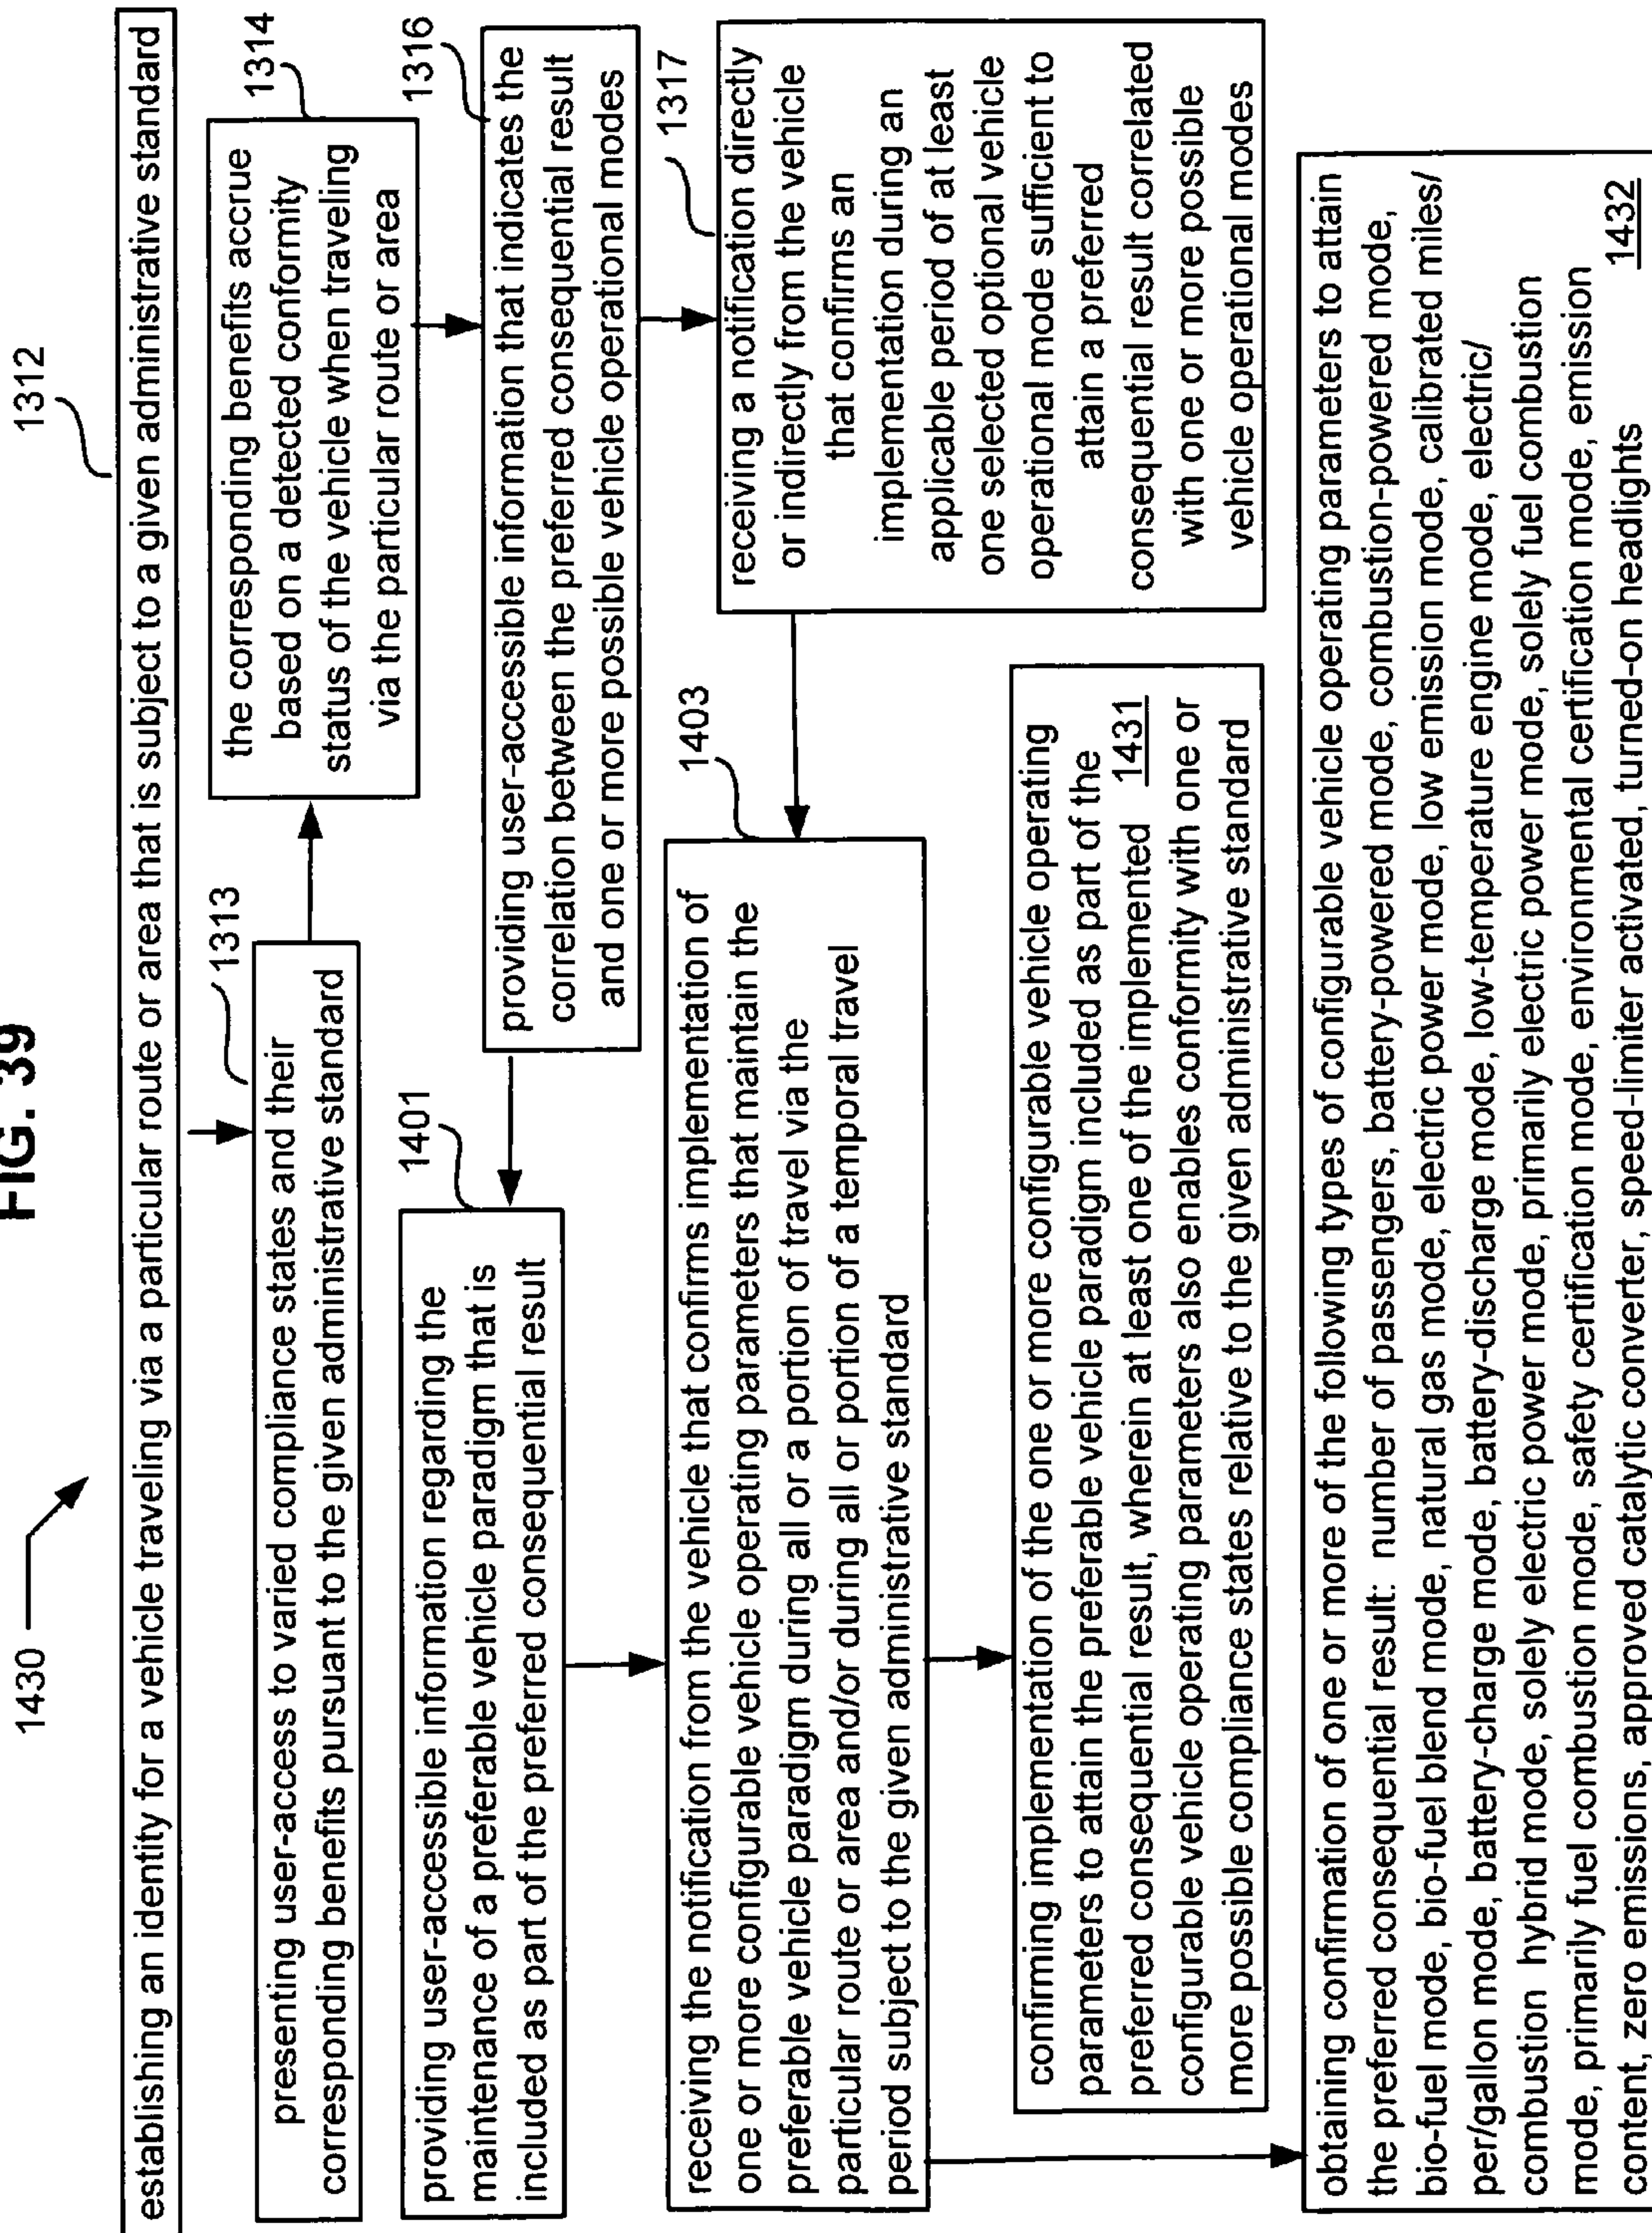 FIG. 39
1430
1312
establishing an identity for a vehicle traveling via a particular route or area that is subject to a given administrative standard
1313
presenting user-access to varied compliance states and their
corresponding benefits pursuant to the given administrative standard
1314
the corresponding benefits accrue
based on a detected conformity
status of the vehicle when traveling
via the particular route or area
1316
providing user-accessible information that indicates the
correlation between the preferred consequential result
and one or more possible vehicle operational modes
1401
providing user-accessible information regarding the
maintenance of a preferable vehicle paradigm that is
included as part of the preferred consequential result
1317
receiving a notification directly
or indirectly from the vehicle
that confirms an
implementation during an
applicable period of at least
one selected optional vehicle
operational mode sufficient to
attain a preferred
consequential result correlated
with one or more possible
vehicle operational modes
1403
receiving the notification from the vehicle that confirms implementation of
one or more configurable vehicle operating parameters that maintain the
preferable vehicle paradigm during all or a portion of travel via the
particular route or area and/or during all or portion of a temporal travel
period subject to the given administrative standard
confirming implementation of the one or more configurable vehicle operating
parameters to attain the preferable vehicle paradigm included as part of the
preferred consequential result, wherein at least one of the implemented 1431
configurable vehicle operating parameters also enables conformity with one or
more possible compliance states relative to the given administrative standard
obtaining confirmation of one or more of the following types of configurable vehicle operating parameters to attain
the preferred consequential result: number of passengers, battery-powered mode, combustion-powered mode,
bio-fuel mode, bio-fuel blend mode, natural gas mode, electric power mode, low emission mode, calibrated miles/
per/gallon mode, battery-charge mode, battery-discharge mode, low-temperature engine mode, electric/
combustion hybrid mode, solely electric power mode, primarily electric power mode, solely fuel combustion
mode, primarily fuel combustion mode, safety certification mode, environmental certification mode, emission
content, zero emissions, approved catalytic converter, speed-limiter activated, turned-on headlights 1432